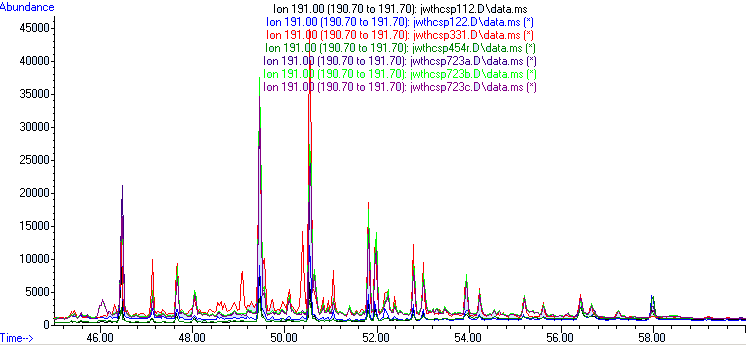 Abundance
Ion 191.00 (190.70 to 191.70): jwthcsp112.D\data.ms
Ion 191.00 (190.70 to 191.70): jwthcsp122.D\data.ms (*)
Ion 191.00 (190.70 to 191.70): jwthcsp331.D\data.ms (*)
Ion 191.00 (190.70 to 191.70): jwthcsp454r.D\data.ms (*)
Ion 191.00 (190.70 to 191.70): jwthcsp723a.D\data.ms (*)
Ion 191.00 (190.70 to 191.70): jwthcsp723b.D\data.ms (*)
Ion 191.00 (190.70 to 191.70): jwthcsp723c.D\data.ms (*)
45000
40000
35000
30000
25000
20000
15000
10000
5000
0
46.00 48.00 50.00 52.00 54.00 56.00 58.00
Time-->